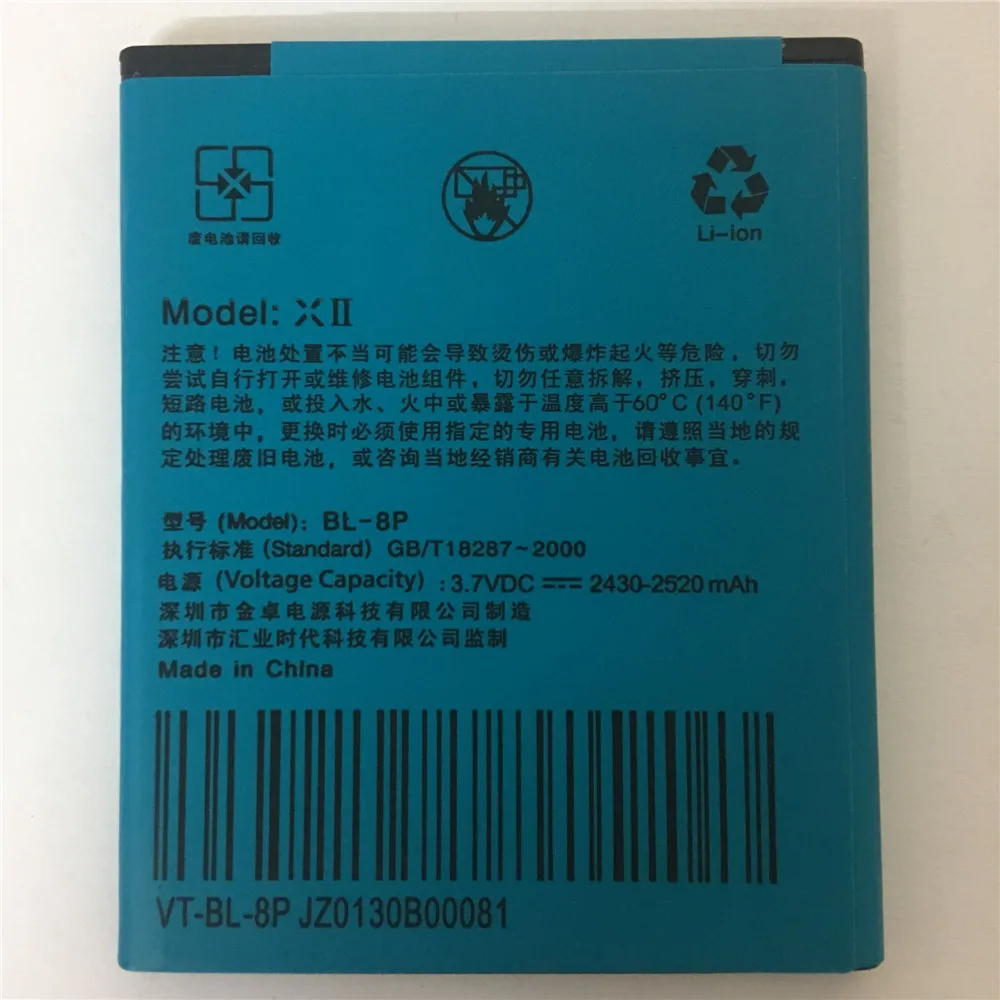 废电池请回收
Li-ion
Model: XII
注意！电池处置不当可能会导致烫伤或爆炸起火等危险，切勿
尝试自行打开或维修电池组件，切勿任意拆解，挤压，穿刺，
短路电池，或投入水、火中或暴露于温度高于60°C (140°F)
的环境中，更换时必须使用指定的专用电池，请遵照当地的规
定处理废旧电池，或咨询当地经销商有关电池回收事宜。
型号 (Model): BL-8P
执行标准 (Standard) GB/T18287~2000
电源 (Voltage Capacity) : 3.7VDC ⎓ 2430-2520 mAh
深圳市金卓电源科技有限公司制造
深圳市汇业时代科技有限公司监制
Made in China
VT-BL-8P JZ0130B00081